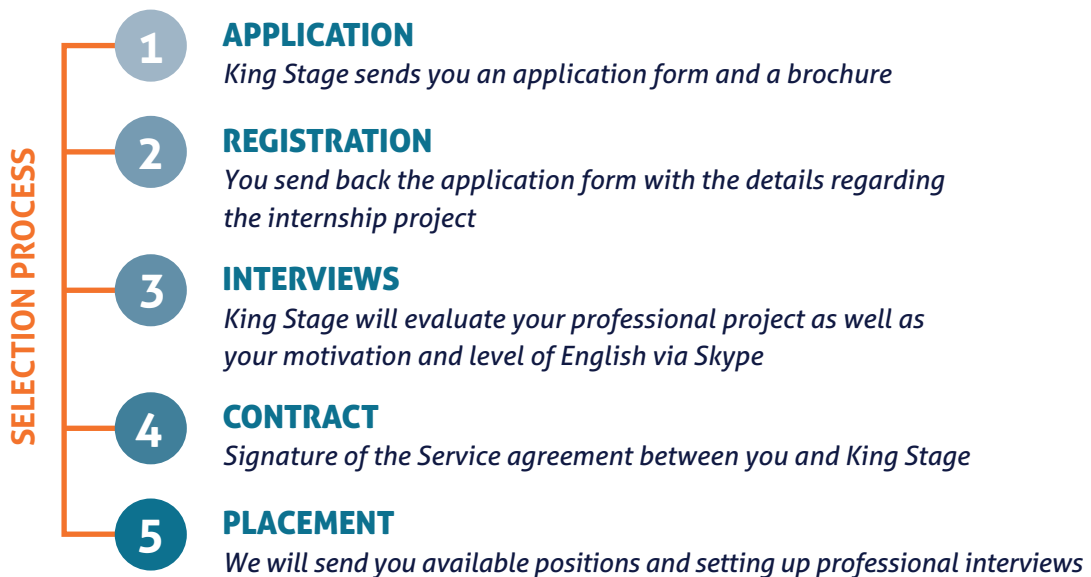 SELECTION PROCESS
1
APPLICATION
King Stage sends you an application form and a brochure
2
REGISTRATION
You send back the application form with the details regarding
the internship project
3
INTERVIEWS
King Stage will evaluate your professional project as well as
your motivation and level of English via Skype
4
CONTRACT
Signature of the Service agreement between you and King Stage
5
PLACEMENT
We will send you available positions and setting up professional interviews